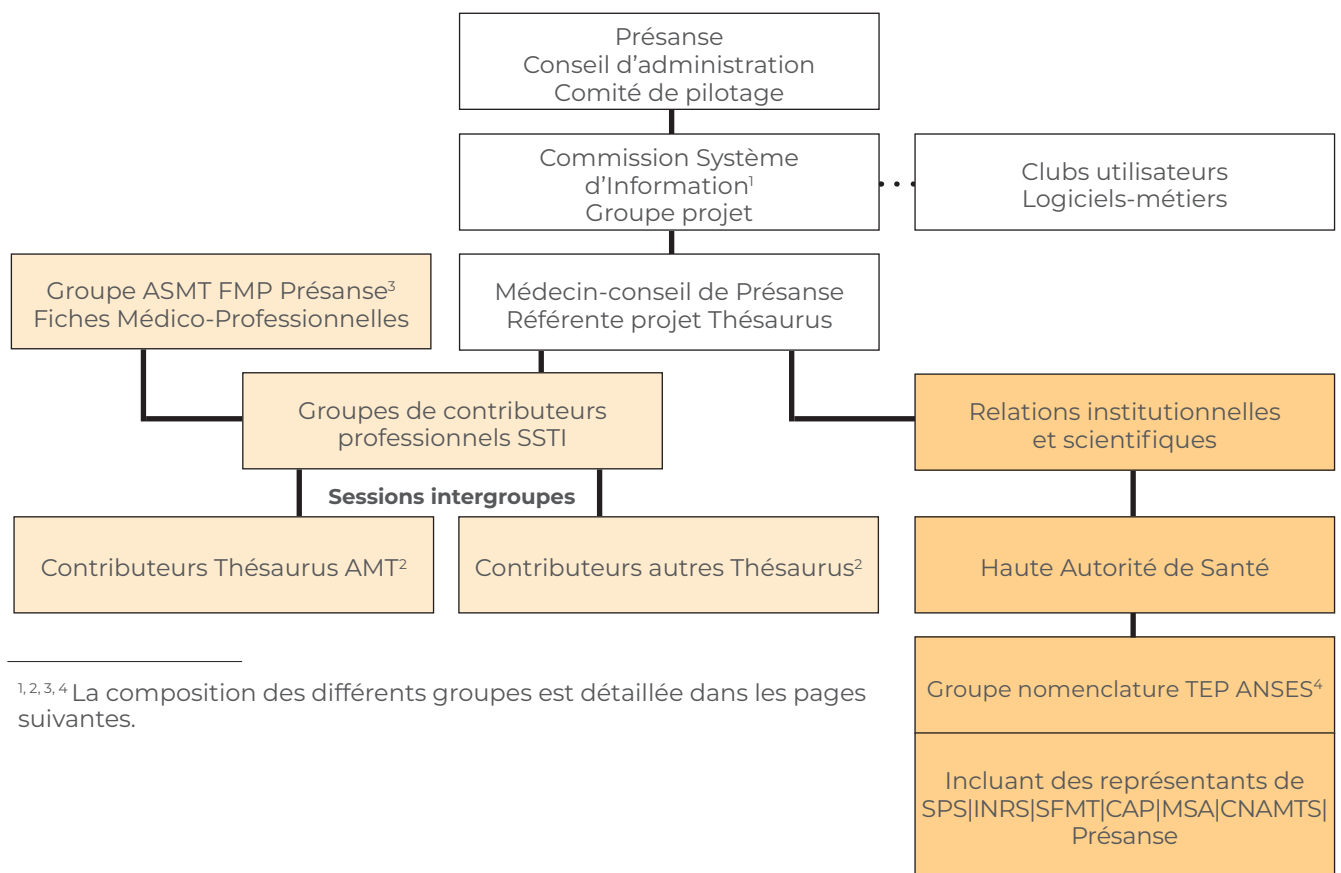 Présanse
Conseil d’administration
Comité de pilotage
Commission Système
d’Information¹
Groupe projet
Clubs utilisateurs
Logiciels-métiers
Groupe ASMT FMP Présanse³
Fiches Médico-Professionnelles
Médecin-conseil de Présanse
Référente projet Thésaurus
Groupes de contributeurs
professionnels SSTI
Relations institutionnelles
et scientifiques
Sessions intergroupes
Contributeurs Thésaurus AMT²
Contributeurs autres Thésaurus²
Haute Autorité de Santé
Groupe nomenclature TEP ANSES⁴
Incluant des représentants de
SPS|INRS|SFMT|CAP|MSA|CNAMTS|
Présanse
¹, ², ³, ⁴ La composition des différents groupes est détaillée dans les pages
suivantes.